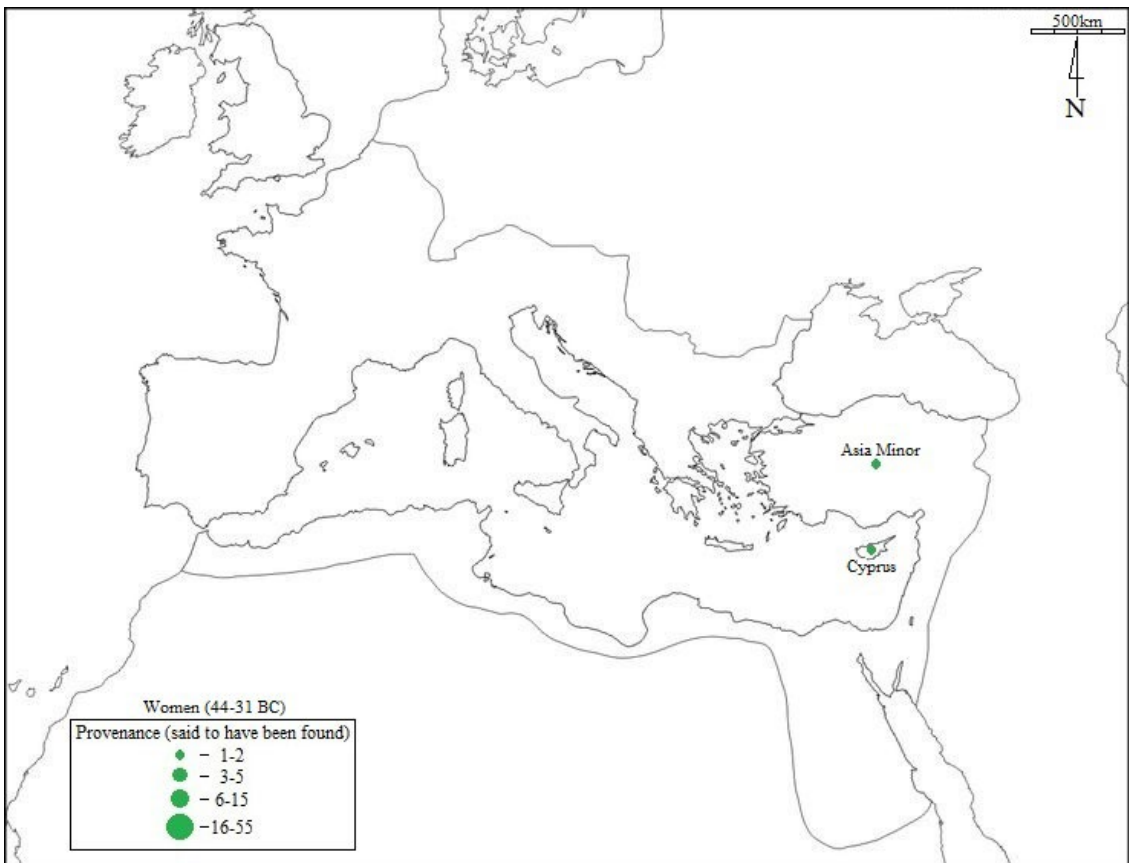 500km
N
Asia Minor
Cyprus
Women (44-31 BC)
Provenance (said to have been found)
– 1-2
– 3-5
– 6-15
–16-55